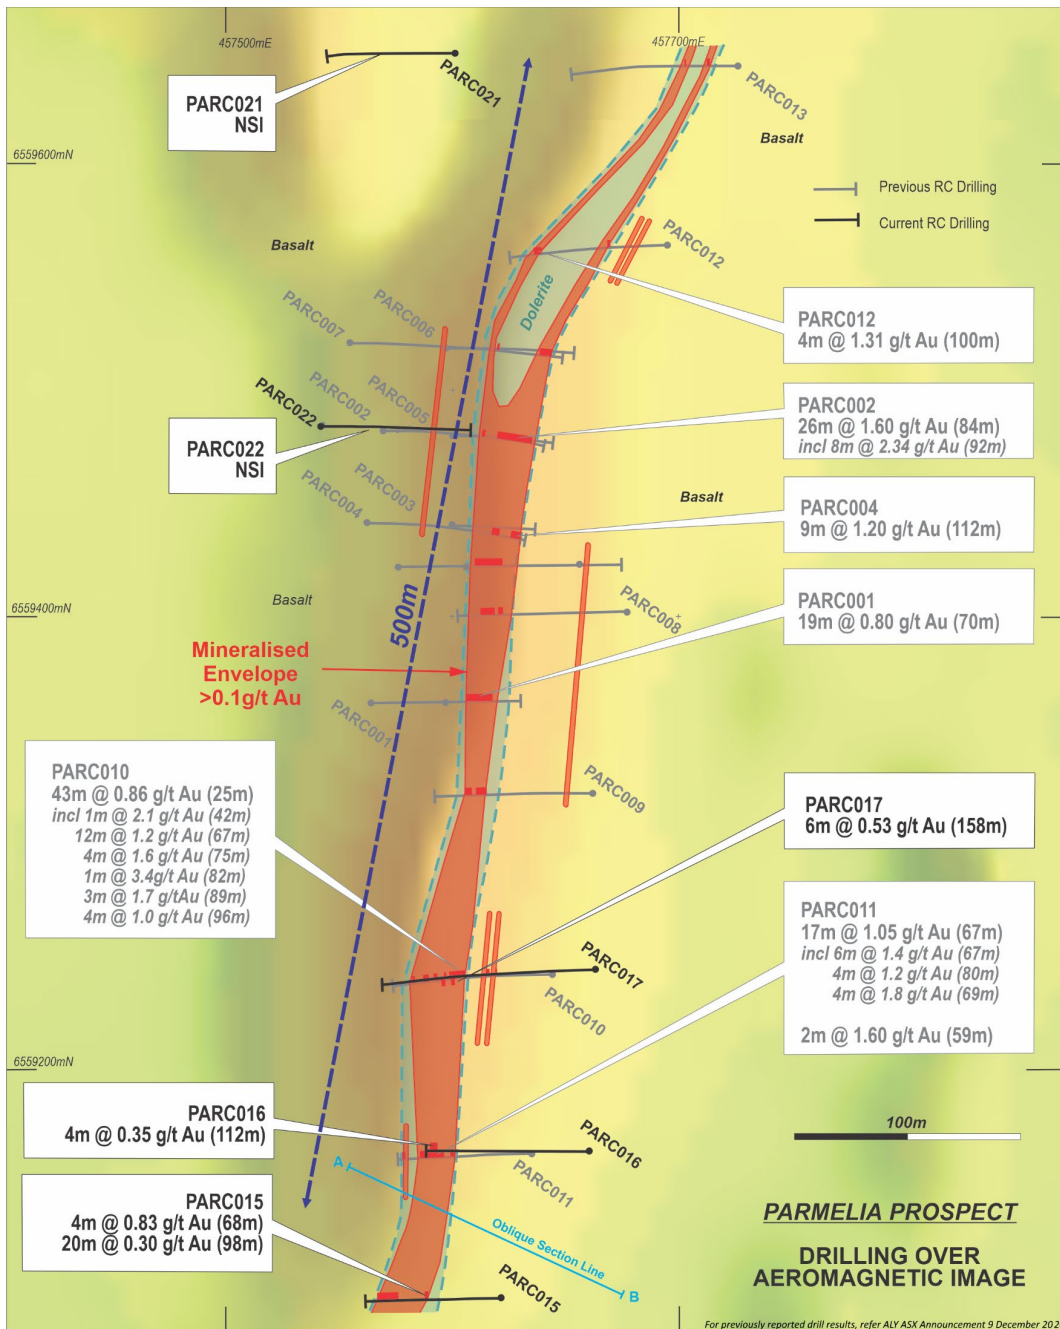 457500mE
457700mE
PARC021
PARC021
NSI
PARC013
6559600mN
Basalt
Previous RC Drilling
Current RC Drilling
Basalt
PARC012
Dolerite
PARC012
4m @ 1.31 g/t Au (100m)
PARC007
PARC006
PARC022
PARC002
PARC005
PARC002
26m @ 1.60 g/t Au (84m)
incl 8m @ 2.34 g/t Au (92m)
PARC022
NSI
PARC003
PARC004
Basalt
PARC004
9m @ 1.20 g/t Au (112m)
6559400mN
Basalt
500m
PARC008
PARC001
19m @ 0.80 g/t Au (70m)
Mineralised
Envelope
>0.1g/t Au
PARC001
PARC009
PARC010
43m @ 0.86 g/t Au (25m)
incl 1m @ 2.1 g/t Au (42m)
12m @ 1.2 g/t Au (67m)
4m @ 1.6 g/t Au (75m)
1m @ 3.4g/t Au (82m)
3m @ 1.7 g/tAu (89m)
4m @ 1.0 g/t Au (96m)
PARC017
6m @ 0.53 g/t Au (158m)
PARC011
17m @ 1.05 g/t Au (67m)
incl 6m @ 1.4 g/t Au (67m)
4m @ 1.2 g/t Au (80m)
4m @ 1.8 g/t Au (69m)
2m @ 1.60 g/t Au (59m)
PARC017
PARC010
6559200mN
PARC016
4m @ 0.35 g/t Au (112m)
100m
PARC016
PARC011
A
Oblique Section Line
B
PARC015
4m @ 0.83 g/t Au (68m)
20m @ 0.30 g/t Au (98m)
PARC015
PARMELIA PROSPECT
DRILLING OVER
AEROMAGNETIC IMAGE
For previously reported drill results, refer ALY ASX Announcement 9 December 202